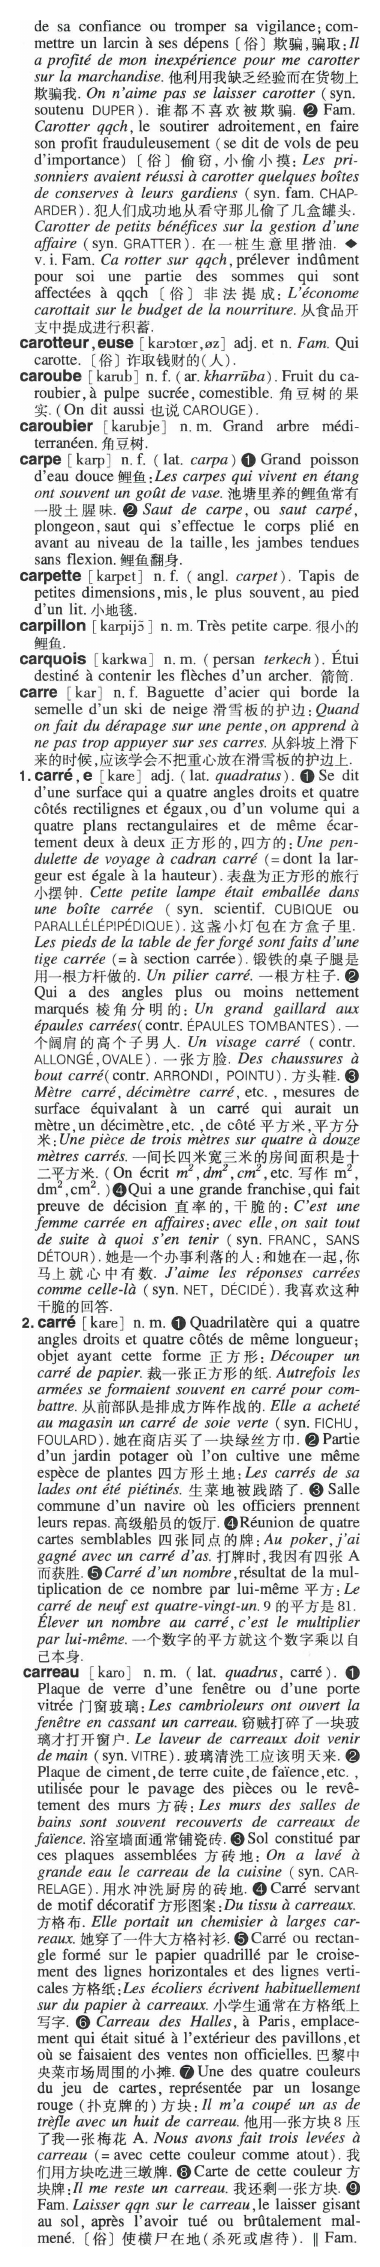 de sa confiance ou tromper sa vigilance; com-
mettre un larcin à ses dépens〔俗〕欺骗,骗取:Il
a profité de mon inexpérience pour me carotter
sur la marchandise. 他利用我缺乏经验而在货物上
欺骗我. On n'aime pas se laisser carotter (syn.
soutenu DUPER). 谁都不喜欢被欺骗. ❷ Fam.
Carotter qqch, le soutirer adroitement, en faire
son profit frauduleusement (se dit de vols de peu
d'importance)〔俗〕偷窃,小偷小摸: Les pri-
sonniers avaient réussi à carotter quelques boîtes
de conserves à leurs gardiens (syn. fam. CHAP-
ARDER). 犯人们成功地从看守那儿偷了几盒罐头.
Carotter de petits bénéfices sur la gestion d'une
affaire (syn. GRATTER). 在一桩生意里揩油. ◆
v. i. Fam. Ca rotter sur qqch, prélever indûment
pour soi une partie des sommes qui sont
affectées à qqch〔俗〕非法提成: L'économe
carottait sur le budget de la nourriture. 从食品开
支中提成进行积蓄.
carotteur, euse [karɔtœr,øz] adj. et n. Fam. Qui
carotte.〔俗〕诈取钱财的(人).
caroube [karub] n. f. (ar. kharrūba). Fruit du ca-
roubier, à pulpe sucrée, comestible. 角豆树的果
实. (On dit aussi 也说 CAROUGE).
caroubier [karubje] n. m. Grand arbre médi-
terranéen. 角豆树.
carpe [karp] n. f. (lat. carpa) ❶ Grand poisson
d'eau douce 鲤鱼:Les carpes qui vivent en étang
ont souvent un goût de vase. 池塘里养的鲤鱼常有
一股土腥味. ❷ Saut de carpe, ou saut carpé,
plongeon, saut qui s'effectue le corps plié en
avant au niveau de la taille, les jambes tendues
sans flexion. 鲤鱼翻身.
carpette [karpet] n. f. (angl. carpet). Tapis de
petites dimensions, mis, le plus souvent, au pied
d'un lit. 小地毯.
carpillon [karpijɔ̃] n. m. Très petite carpe. 很小的
鲤鱼.
carquois [karkwa] n. m. (persan terkech). Étui
destiné à contenir les flèches d'un archer. 箭筒.
carre [kar] n. f. Baguette d'acier qui borde la
semelle d'un ski de neige 滑雪板的护边: Quand
on fait du dérapage sur une pente, on apprend à
ne pas trop appuyer sur ses carres. 从斜坡上滑下
来的时候,应该学会不把重心放在滑雪板的护边上.
1. carré, e [kare] adj. (lat. quadratus). ❶ Se dit
d'une surface qui a quatre angles droits et quatre
côtés rectilignes et égaux, ou d'un volume qui a
quatre plans rectangulaires et de même écar-
tement deux à deux 正方形的,四方的: Une pen-
dulette de voyage à cadran carré (= dont la lar-
geur est égale à la hauteur). 表盘为正方形的旅行
小摆钟. Cette petite lampe était emballée dans
une boîte carrée (syn. scientif. CUBIQUE ou
PARALLÉLÉPIPÉDIQUE). 这盏小灯包在方盒子里.
Les pieds de la table de fer forgé sont faits d'une
tige carrée (= à section carrée). 锻铁的桌子腿是
用一根方杆做的. Un pilier carré. 一根方柱子. ❷
Qui a des angles plus ou moins nettement
marqués 棱角分明的: Un grand gaillard aux
épaules carrées(contr. ÉPAULES TOMBANTES). 一
个阔肩的高个子男人. Un visage carré (contr.
ALLONGÉ, OVALE). 一张方脸. Des chaussures à
bout carré(contr. ARRONDI, POINTU). 方头鞋. ❸
Mètre carré, décimètre carré, etc., mesures de
surface équivalant à un carré qui aurait un
mètre, un décimètre, etc., de côté 平方米,平方分
米:Une pièce de trois mètres sur quatre à douze
mètres carrés. 一间长四米宽三米的房间面积是十
二平方米. (On écrit m², dm², cm², etc. 写作 m²,
dm², cm².)❹Qui a une grande franchise, qui fait
preuve de décision 直率的,干脆的: C'est une
femme carrée en affaires: avec elle, on sait tout
de suite à quoi s'en tenir (syn. FRANC, SANS
DÉTOUR). 她是一个办事利落的人:和她在一起,你
马上就心中有数. J'aime les réponses carrées
comme celle-là (syn. NET, DÉCIDÉ). 我喜欢这种
干脆的回答.
2. carré [kare] n. m. ❶ Quadrilatère qui a quatre
angles droits et quatre côtés de même longueur;
objet ayant cette forme 正方形: Découper un
carré de papier. 裁一张正方形的纸. Autrefois les
armées se formaient souvent en carré pour com-
battre. 从前部队是排成方阵作战的. Elle a acheté
au magasin un carré de soie verte (syn. FICHU,
FOULARD). 她在商店买了一块绿丝方巾. ❷ Partie
d'un jardin potager où l'on cultive une même
espèce de plantes 四方形土地: Les carrés de sa
lades ont été piétinés. 生菜地被践踏了. ❸ Salle
commune d'un navire où les officiers prennent
leurs repas. 高级船员的饭厅. ❹Réunion de quatre
cartes semblables 四张同点的牌: Au poker, j'ai
gagné avec un carré d'as. 打牌时,我因有四张 A
而获胜. ❺ Carré d'un nombre, résultat de la mul-
tiplication de ce nombre par lui-même 平方: Le
carré de neuf est quatre-vingt-un. 9 的平方是 81.
Élever un nombre au carré, c'est le multiplier
par lui-même. 一个数字的平方就这个数字乘以自
己本身.
carreau [karo] n. m. (lat. quadrus, carré). ❶
Plaque de verre d'une fenêtre ou d'une porte
vitrée 门窗玻璃: Les cambrioleurs ont ouvert la
fenêtre en cassant un carreau. 窃贼打碎了一块玻
璃才打开窗户. Le laveur de carreaux doit venir
demain (syn. VITRE). 玻璃清洗工应该明天来. ❷
Plaque de ciment, de terre cuite, de faïence, etc.,
utilisée pour le pavage des pièces ou le revê-
tement des murs 方砖: Les murs des salles de
bains sont souvent recouverts de carreaux de
faïence. 浴室墙面通常铺瓷砖. ❸ Sol constitué par
ces plaques assemblées 方砖地: On a lavé à
grande eau le carreau de la cuisine (syn. CAR-
RELAGE). 用水冲洗厨房的砖地. ❹ Carré servant
de motif décoratif 方形图案:Du tissu à carreaux.
方格布. Elle portait un chemisier à larges car-
reaux. 她穿了一件大方格衬衫. ❺ Carré ou rectan-
gle formé sur le papier quadrillé par le croise-
ment des lignes horizontales et des lignes verti-
cales 方格纸:Les écoliers écrivent habituellement
sur du papier à carreaux. 小学生通常在方格纸上
写字. ❻ Carreau des Halles, à Paris, emplace-
ment qui était situé à l'extérieur des pavillons, et
où se faisaient des ventes non officielles. 巴黎中
央菜市场周围的小摊. ❼ Une des quatre couleurs
du jeu de cartes, représentée par un losange
rouge (扑克牌的) 方块: Il m'a coupé un as de
trèfle avec un huit de carreau. 他用一张方块 8 压
了我一张梅花 A. Nous avons fait trois levées à
carreau (= avec cette couleur comme atout). 我
们用方块吃进三墩牌. ❽ Carte de cette couleur 方
块牌:Il me reste un carreau. 我还剩一张方块. ❾
Fam. Laisser qqn sur le carreau, le laisser gisant
au sol, après l'avoir tué ou brûtalement mal-
mené.〔俗〕使横尸在地(杀死或虐待). ‖ Fam.